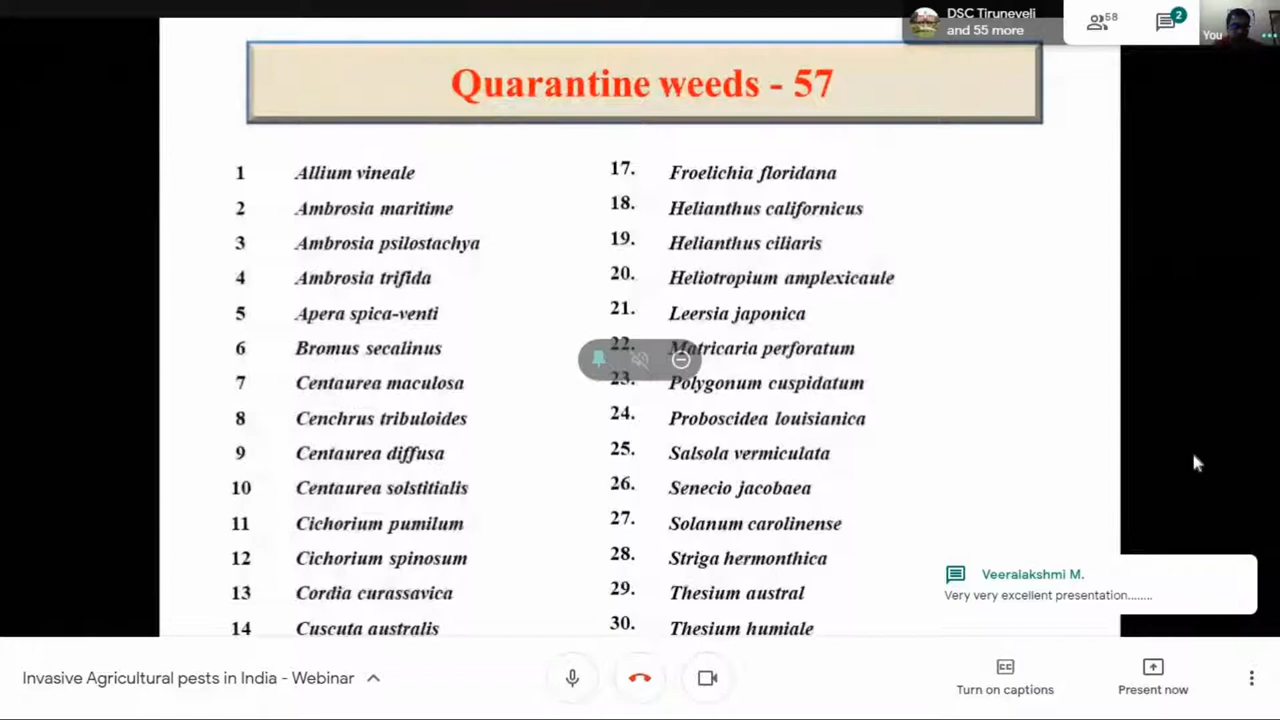 DSC Tiruneveli
and 55 more
58
2
You
Quarantine weeds - 57
1 Allium vineale
2 Ambrosia maritime
3 Ambrosia psilostachya
4 Ambrosia trifida
5 Apera spica-venti
6 Bromus secalinus
7 Centaurea maculosa
8 Cenchrus tribuloides
9 Centaurea diffusa
10 Centaurea solstitialis
11 Cichorium pumilum
12 Cichorium spinosum
13 Cordia curassavica
14 Cuscuta australis
17. Froelichia floridana
18. Helianthus californicus
19. Helianthus ciliaris
20. Heliotropium amplexicaule
21. Leersia japonica
22. Matricaria perforatum
23. Polygonum cuspidatum
24. Proboscidea louisianica
25. Salsola vermiculata
26. Senecio jacobaea
27. Solanum carolinense
28. Striga hermonthica
29. Thesium austral
30. Thesium humiale
Veeralakshmi M.
Very very excellent presentation........
Invasive Agricultural pests in India - Webinar
CC
Turn on captions
Present now